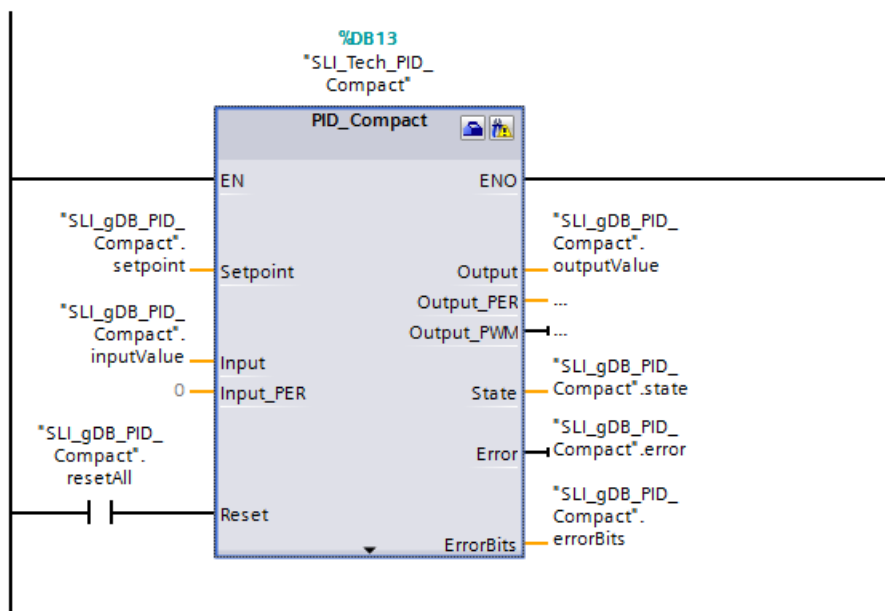 %DB13
"SLI_Tech_PID_
Compact"
PID_Compact
EN
ENO
"SLI_gDB_PID_
Compact".
setpoint
Setpoint
Output
"SLI_gDB_PID_
Compact".
outputValue
Output_PER
...
Output_PWM
...
"SLI_gDB_PID_
Compact".
inputValue
Input
0
Input_PER
State
"SLI_gDB_PID_
Compact".state
Error
"SLI_gDB_PID_
Compact".error
"SLI_gDB_PID_
Compact".
resetAll
Reset
ErrorBits
"SLI_gDB_PID_
Compact".
errorBits